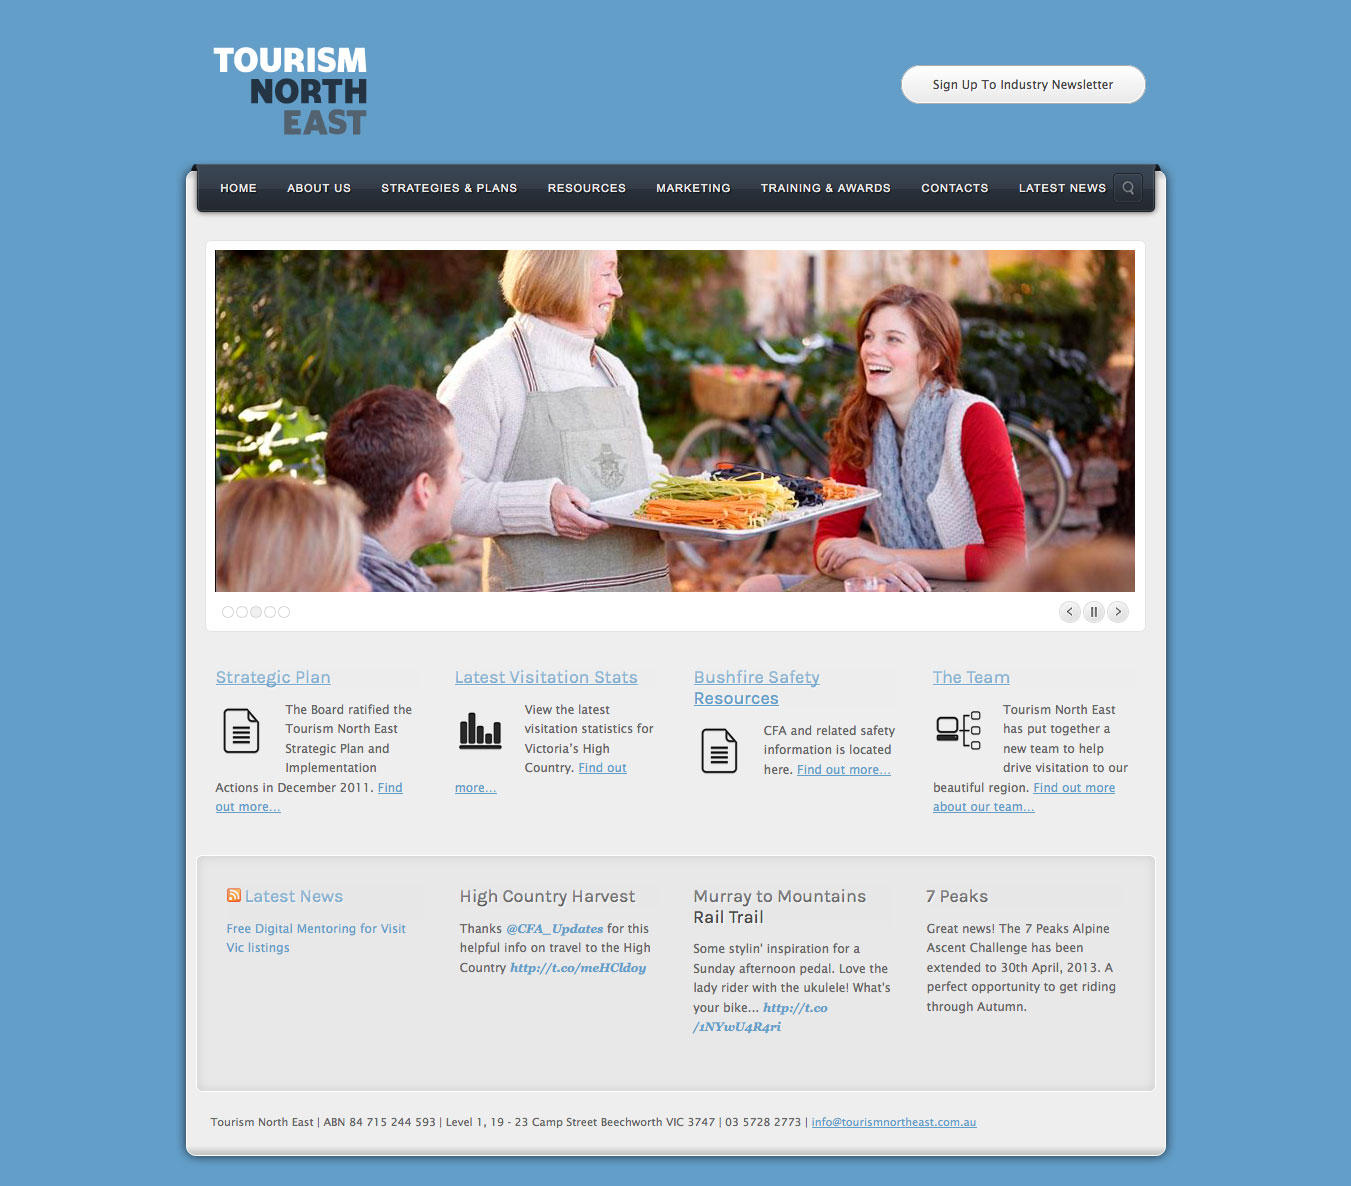 TOURISM
NORTH
EAST
Sign Up To Industry Newsletter
HOME ABOUT US STRATEGIES & PLANS RESOURCES MARKETING TRAINING & AWARDS CONTACTS LATEST NEWS
Strategic Plan
The Board ratified the
Tourism North East
Strategic Plan and
Implementation
Actions in December 2011. Find
out more...
Latest Visitation Stats
View the latest
visitation statistics for
Victoria's High
Country. Find out
more...
Bushfire Safety
Resources
CFA and related safety
information is located
here. Find out more...
The Team
Tourism North East
has put together a
new team to help
drive visitation to our
beautiful region. Find out more
about our team...
Latest News
Free Digital Mentoring for Visit
Vic listings
High Country Harvest
Thanks @CFA_Updates for this
helpful info on travel to the High
Country http://t.co/meHCldoy
Murray to Mountains
Rail Trail
Some stylin' inspiration for a
Sunday afternoon pedal. Love the
lady rider with the ukulele! What's
your bike... http://t.co
/1NYwU4R4ri
7 Peaks
Great news! The 7 Peaks Alpine
Ascent Challenge has been
extended to 30th April, 2013. A
perfect opportunity to get riding
through Autumn.
Tourism North East | ABN 84 715 244 593 | Level 1, 19 - 23 Camp Street Beechworth VIC 3747 | 03 5728 2773 | info@tourismnortheast.com.au